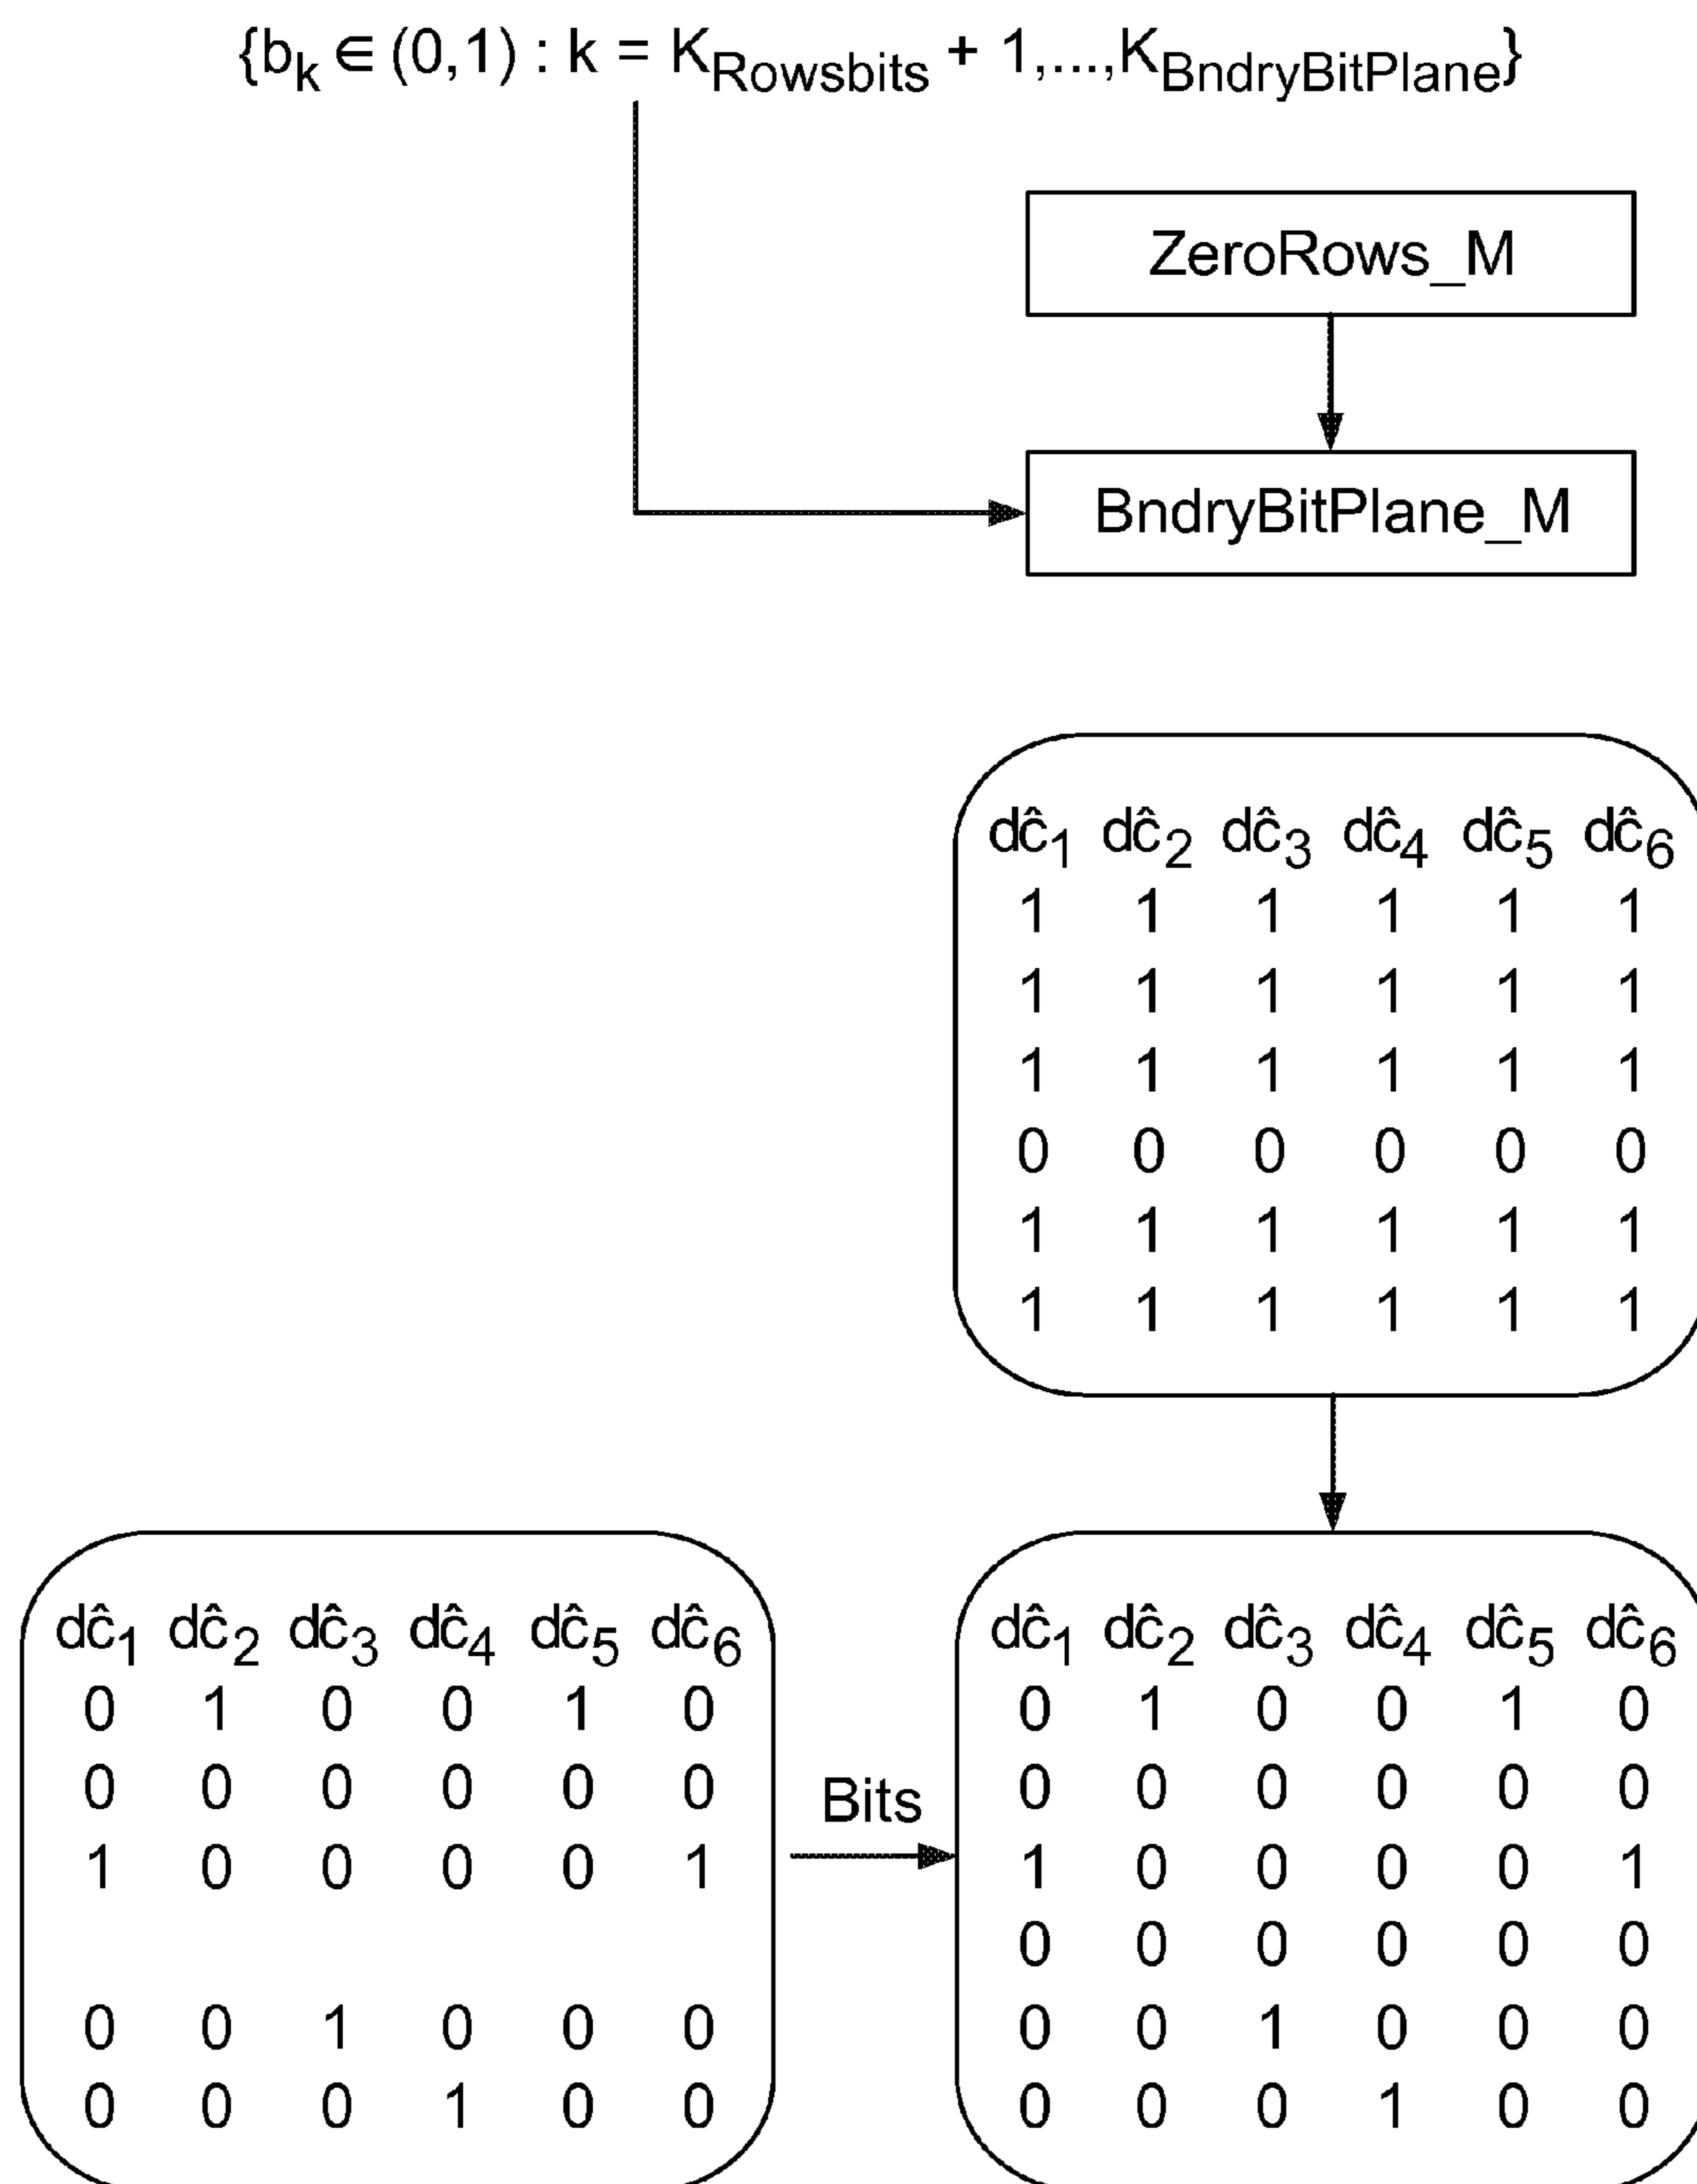 {b_k ∈ (0,1) : k = K_Rowsbits + 1,...,K_BndryBitPlane}
ZeroRows_M
BndryBitPlane_M
dĉ₁ dĉ₂ dĉ₃ dĉ₄ dĉ₅ dĉ₆
1 1 1 1 1 1
1 1 1 1 1 1
1 1 1 1 1 1
0 0 0 0 0 0
1 1 1 1 1 1
1 1 1 1 1 1
dĉ₁ dĉ₂ dĉ₃ dĉ₄ dĉ₅ dĉ₆
0 1 0 0 1 0
0 0 0 0 0 0
1 0 0 0 0 1
0 0 1 0 0 0
0 0 0 1 0 0
Bits
dĉ₁ dĉ₂ dĉ₃ dĉ₄ dĉ₅ dĉ₆
0 1 0 0 1 0
0 0 0 0 0 0
1 0 0 0 0 1
0 0 0 0 0 0
0 0 1 0 0 0
0 0 0 1 0 0